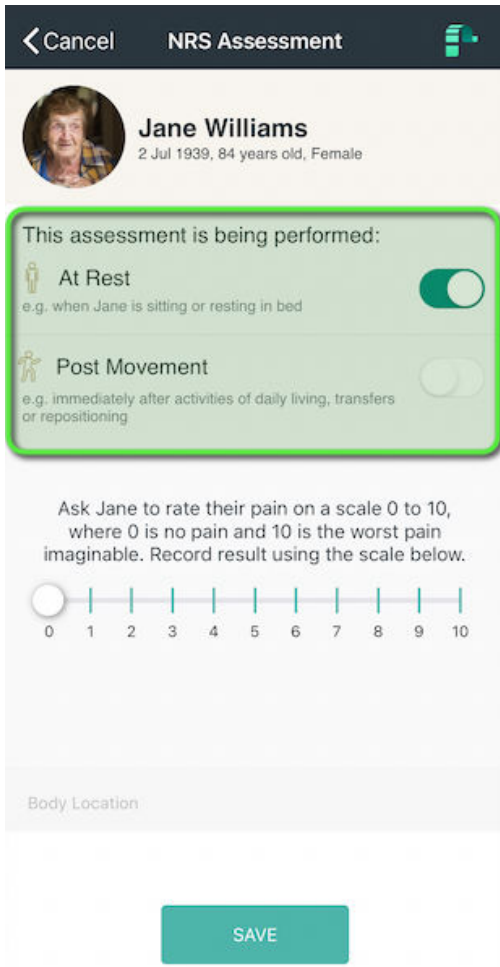 Cancel NRS Assessment
Jane Williams
2 Jul 1939, 84 years old, Female
This assessment is being performed:
At Rest
e.g. when Jane is sitting or resting in bed
Post Movement
e.g. immediately after activities of daily living, transfers
or repositioning
Ask Jane to rate their pain on a scale 0 to 10,
where 0 is no pain and 10 is the worst pain
imaginable. Record result using the scale below.
0 1 2 3 4 5 6 7 8 9 10
Body Location
SAVE